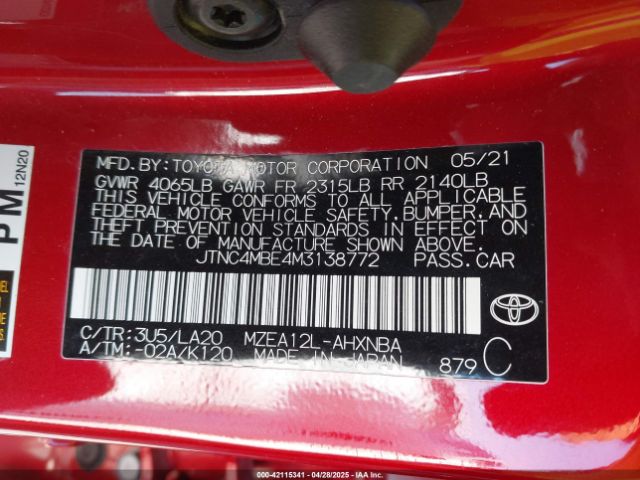 MFD. BY: TOYOTA MOTOR CORPORATION 05/21
GVWR 4065LB GAWR FR 2315LB RR 2140LB
THIS VEHICLE CONFORMS TO ALL APPLICABLE
FEDERAL MOTOR VEHICLE SAFETY, BUMPER, AND
THEFT PREVENTION STANDARDS IN EFFECT ON
THE DATE OF MANUFACTURE SHOWN ABOVE.
JTNC4MBE4M3138772 PASS. CAR
C/TR: 3U5/LA20 MZEA12L-AHXNBA
A/TM: -02A/K120 MADE IN JAPAN 879 C
PM
12N20
000-42115341 - 04/28/2025 - IAAI.COM